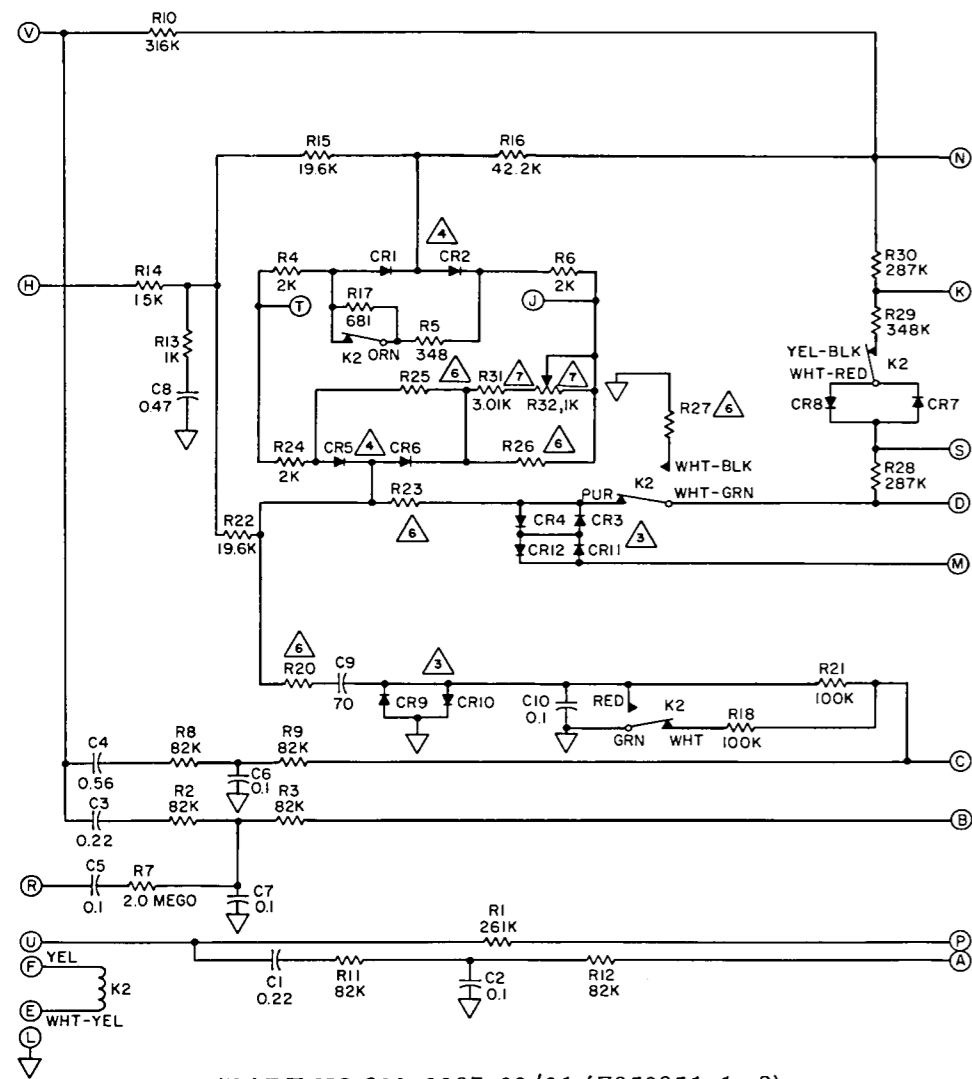 V
R10
316K
R15
19.6K
R16
42.2K
N
4
R4
2K
CR1
CR2
R6
2K
R30
287K
H
R14
15K
T
R17
681
J
K
R13
1K
R5
348
K2
ORN
R29
348K
YEL-BLK
K2
WHT-RED
C8
0.47
R25
6
R31
3.01K
7
R32,1K
7
R27
6
CR8
CR7
R24
2K
CR5
4
CR6
R26
6
WHT-BLK
S
R28
287K
R23
6
PUR
K2
WHT-GRN
D
R22
19.6K
CR4
CR3
3
CR12
CR11
M
6
R20
C9
70
3
CR9
CR10
C10
0.1
RED
K2
GRN
WHT
R21
100K
R18
100K
C4
0.56
R8
82K
R9
82K
C6
0.1
C
C3
0.22
R2
82K
R3
82K
B
R
C5
0.1
R7
2.0 MEGO
C7
0.1
U
R1
261K
P
F
YEL
C1
0.22
R11
82K
C2
0.1
R12
82K
A
K2
E
WHT-YEL
L